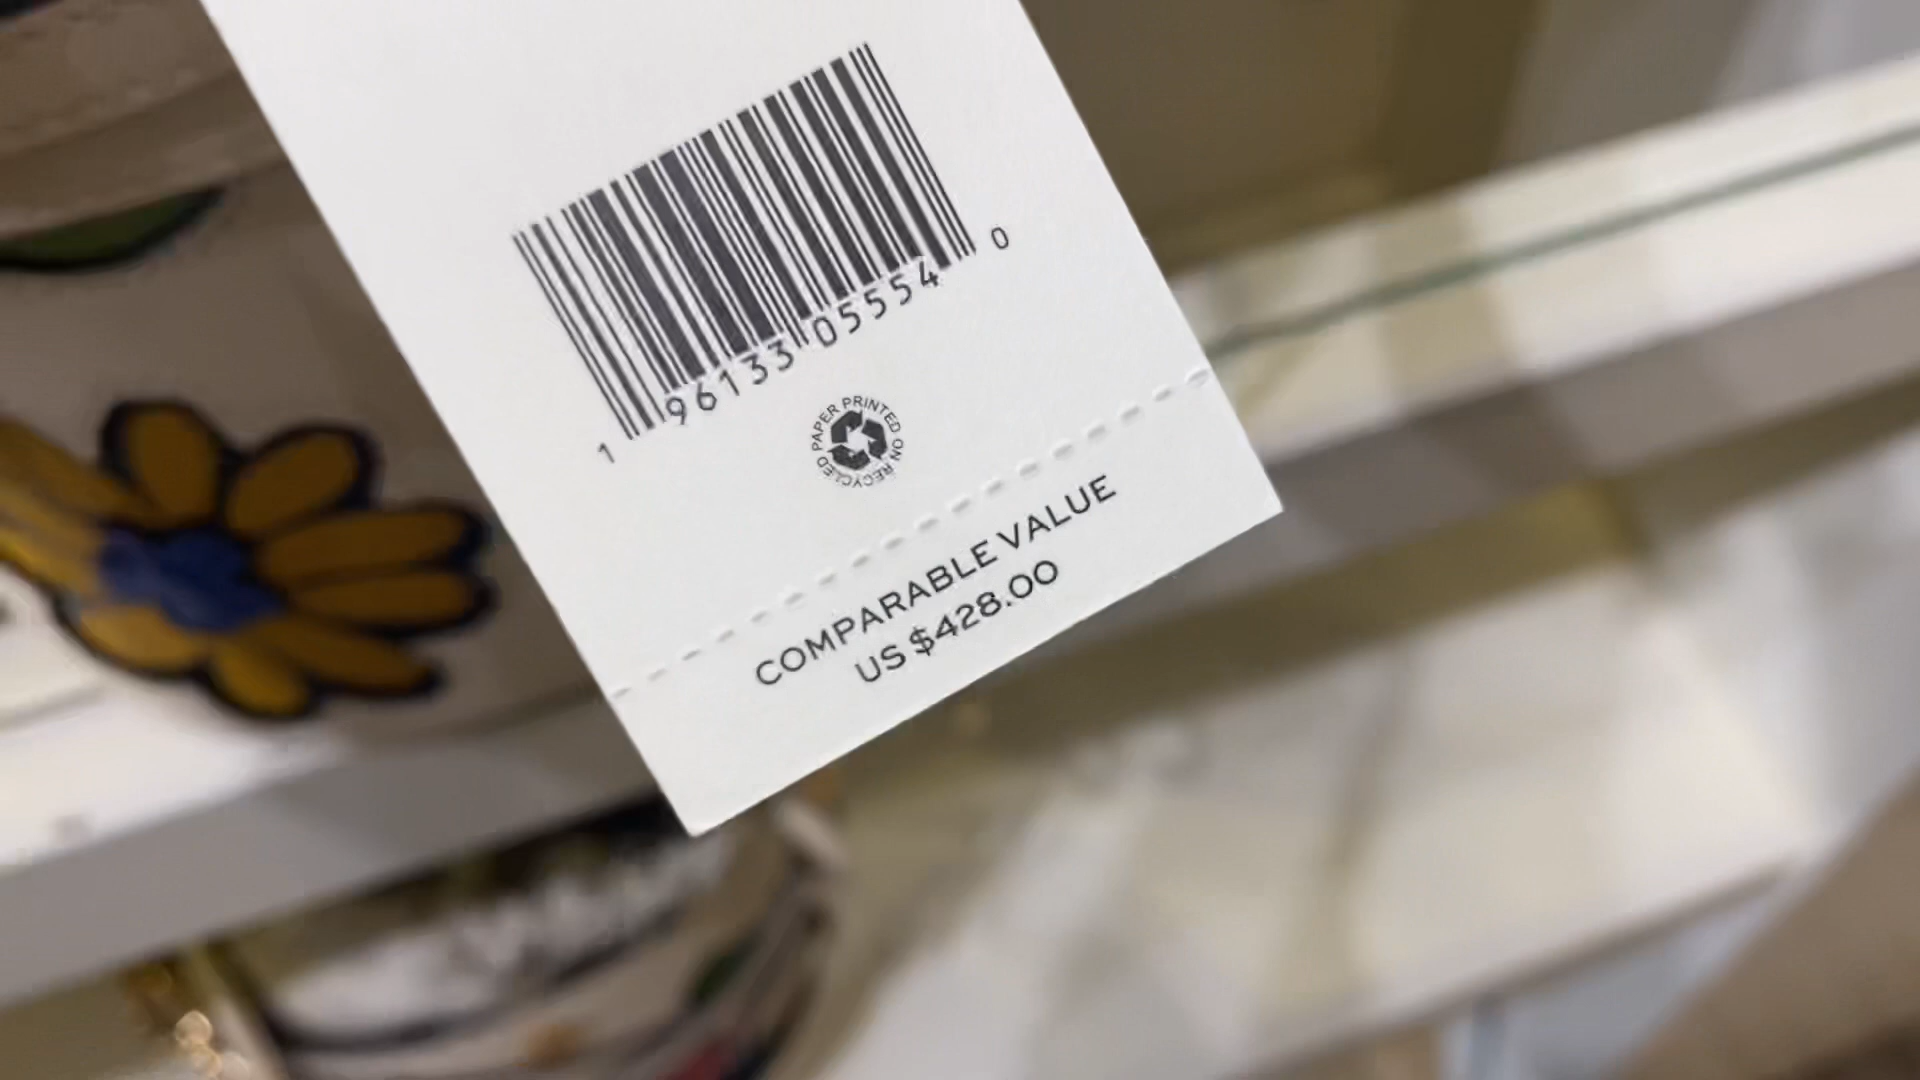 1 96133 05554 0
PAPER PRINTED ON RECYCLED
COMPARABLE VALUE
US $428.00